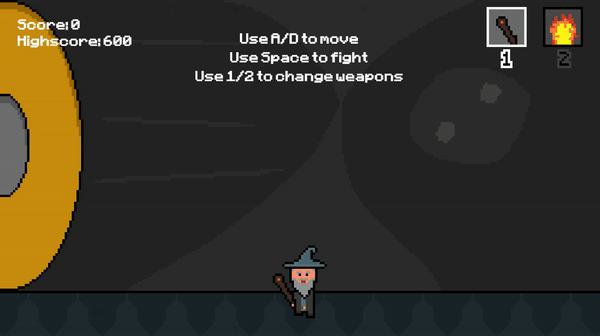 Score:0
Highscore:600
Use A/D to move
Use Space to fight
Use 1/2 to change weapons
1
2